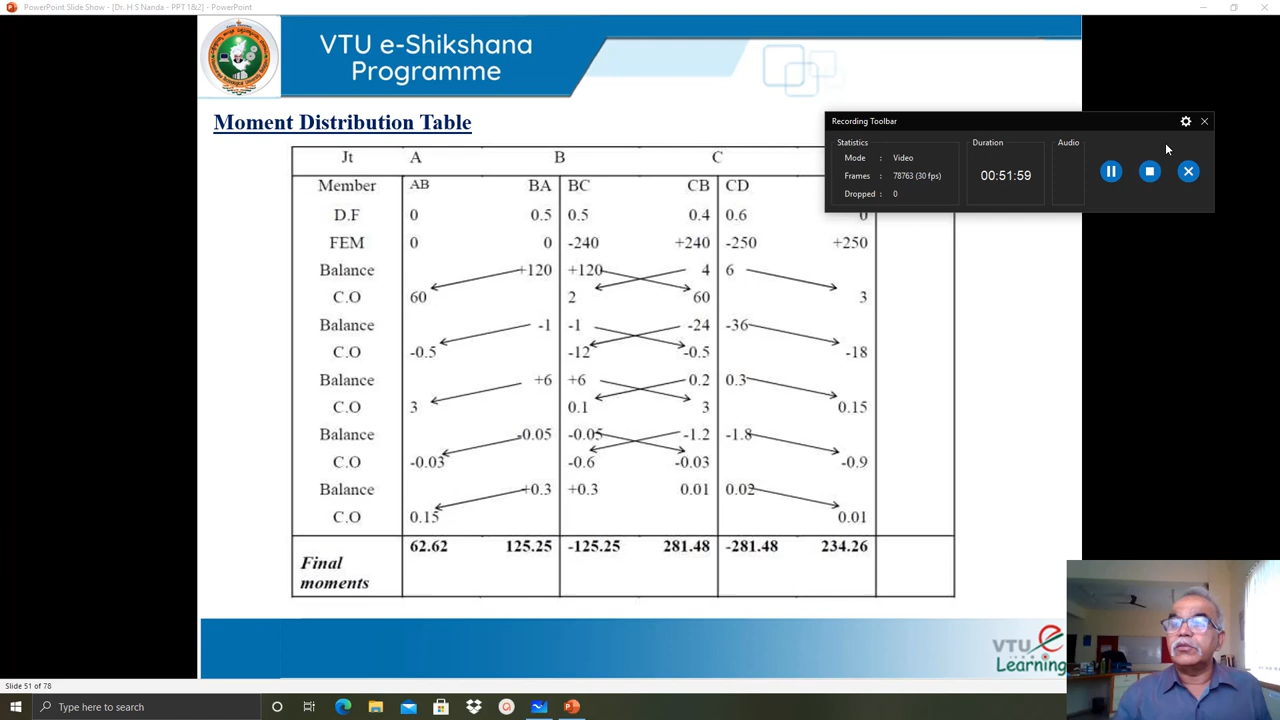 PowerPoint Slide Show - [Dr. H S Nanda - PPT 1&2] - PowerPoint
VTU e-Shikshana
Programme
Moment Distribution Table
Recording Toolbar
Statistics
Duration
Audio
Mode : Video
Frames : 78763 (30 fps)
Dropped : 0
00:51:59
Jt A B C
Member AB BA BC CB CD
D.F 0 0.5 0.5 0.4 0.6 0
FEM 0 0 -240 +240 -250 +250
Balance +120 +120 4 6
C.O 60 2 60 3
Balance -1 -1 -24 -36
C.O -0.5 -12 -0.5 -18
Balance +6 +6 0.2 0.3
C.O 3 0.1 3 0.15
Balance -0.05 -0.05 -1.2 -1.8
C.O -0.03 -0.6 -0.03 -0.9
Balance +0.3 +0.3 0.01 0.02
C.O 0.15 0.01
62.62 125.25 -125.25 281.48 -281.48 234.26
Final
moments
VTU e
Learning
Slide 51 of 78
Type here to search